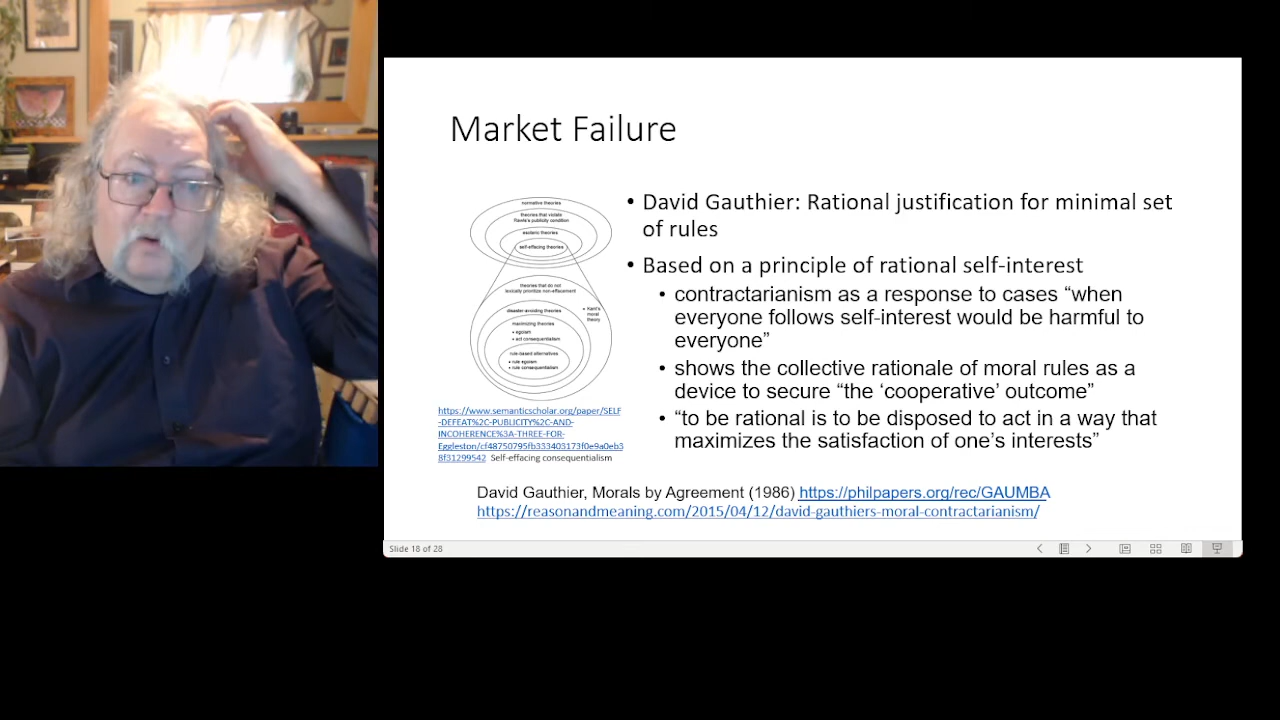 Market Failure
normative theories
theories that violate
Rawls's publicity condition
esoteric theories
self-effacing theories
theories that do not
lexically prioritize non-effacement
disaster-avoiding theories
• Kant's
moral
theory
maximizing theories
• egoism
• act consequentialism
rule-based alternatives
• rule egoism
• rule consequentialism
https://www.semanticscholar.org/paper/SELF
-DEFEAT%2C-PUBLICITY%2C-AND-
INCOHERENCE%3A-THREE-FOR-
Eggleston/cf48750795fb333403173f0e9a0eb3
8f31299542 Self-effacing consequentialism
• David Gauthier: Rational justification for minimal set
of rules
• Based on a principle of rational self-interest
• contractarianism as a response to cases “when
everyone follows self-interest would be harmful to
everyone”
• shows the collective rationale of moral rules as a
device to secure “the ‘cooperative’ outcome”
• “to be rational is to be disposed to act in a way that
maximizes the satisfaction of one’s interests”
David Gauthier, Morals by Agreement (1986) https://philpapers.org/rec/GAUMBA
https://reasonandmeaning.com/2015/04/12/david-gauthiers-moral-contractarianism/
Slide 18 of 28